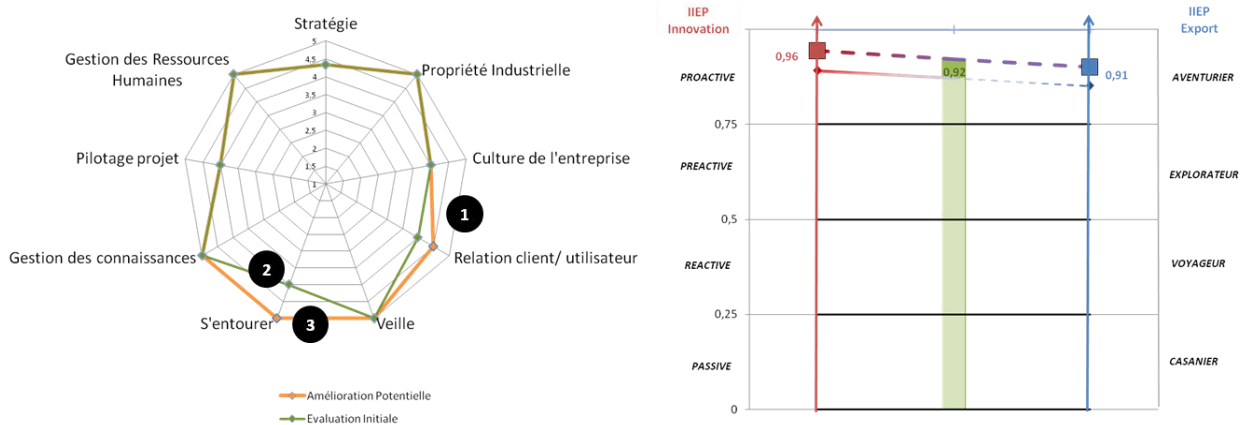 Stratégie
Gestion des Ressources
Humaines
Propriété Industrielle
5
4,5
4
3,5
3
2,5
2
1,5
1
Pilotage projet
Culture de l'entreprise
1
Gestion des connaissances
Relation client/ utilisateur
2
S'entourer
3
Veille
Amélioration Potentielle
Evaluation Initiale
IIEP
Innovation
IIEP
Export
0,96
0,92
0,91
PROACTIVE
AVENTURIER
0,75
PREACTIVE
EXPLORATEUR
0,5
REACTIVE
VOYAGEUR
0,25
PASSIVE
CASANIER
0